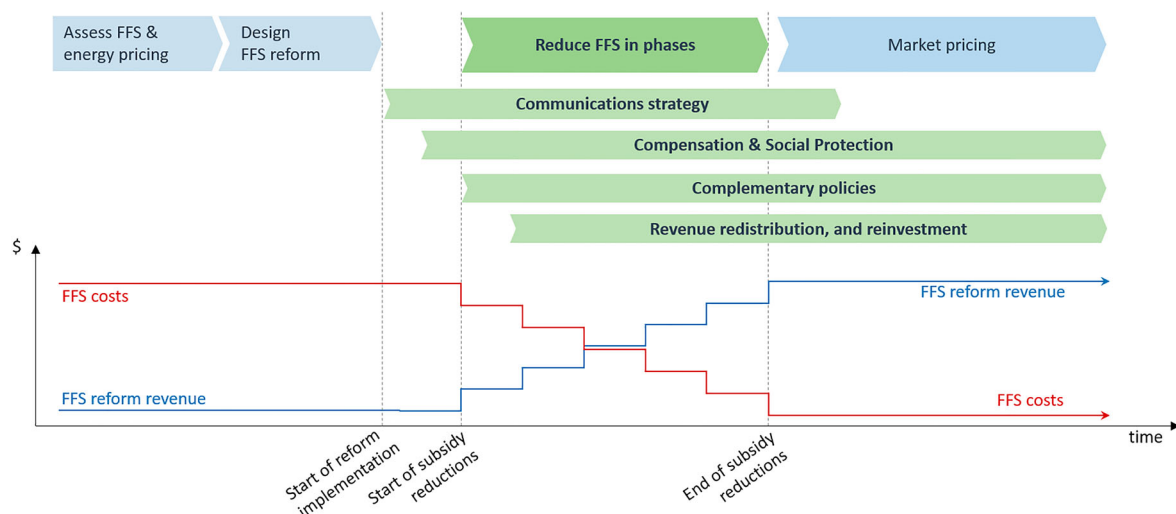 Assess FFS &
energy pricing
Design
FFS reform
Reduce FFS in phases
Market pricing
Communications strategy
Compensation & Social Protection
Complementary policies
Revenue redistribution, and reinvestment
$
FFS costs
FFS reform revenue
FFS reform revenue
FFS costs
time
Start of reform
implementation
Start of subsidy
reductions
End of subsidy
reductions